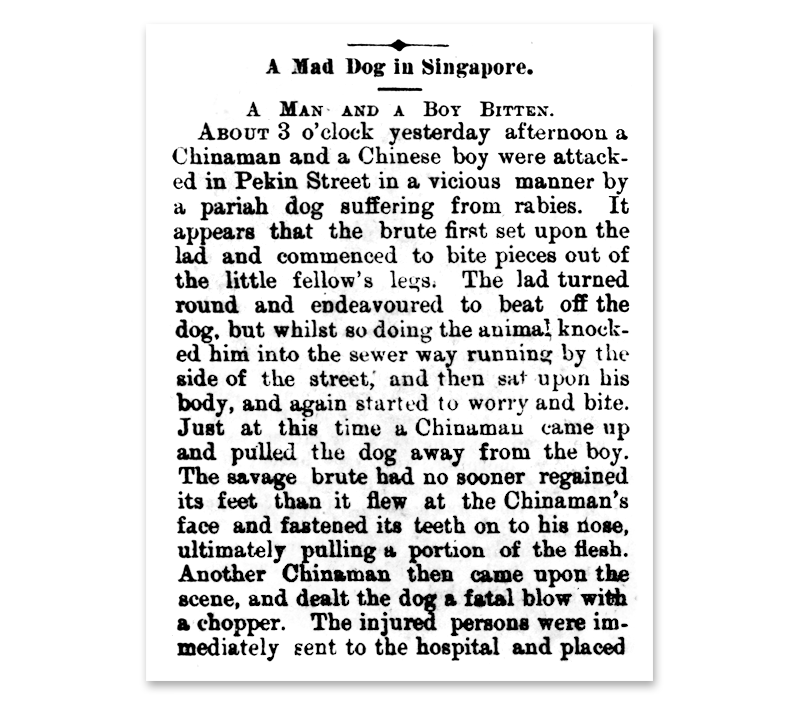 A Mad Dog in Singapore.
A MAN AND A BOY BITTEN.
ABOUT 3 o'clock yesterday afternoon a
Chinaman and a Chinese boy were attack-
ed in Pekin Street in a vicious manner by
a pariah dog suffering from rabies. It
appears that the brute first set upon the
lad and commenced to bite pieces out of
the little fellow's legs. The lad turned
round and endeavoured to beat off the
dog, but whilst so doing the animal knock-
ed him into the sewer way running by the
side of the street, and then sat upon his
body, and again started to worry and bite.
Just at this time a Chinaman came up
and pulled the dog away from the boy.
The savage brute had no sooner regained
its feet than it flew at the Chinaman's
face and fastened its teeth on to his nose,
ultimately pulling a portion of the flesh.
Another Chinaman then came upon the
scene, and dealt the dog a fatal blow with
a chopper. The injured persons were im-
mediately sent to the hospital and placed